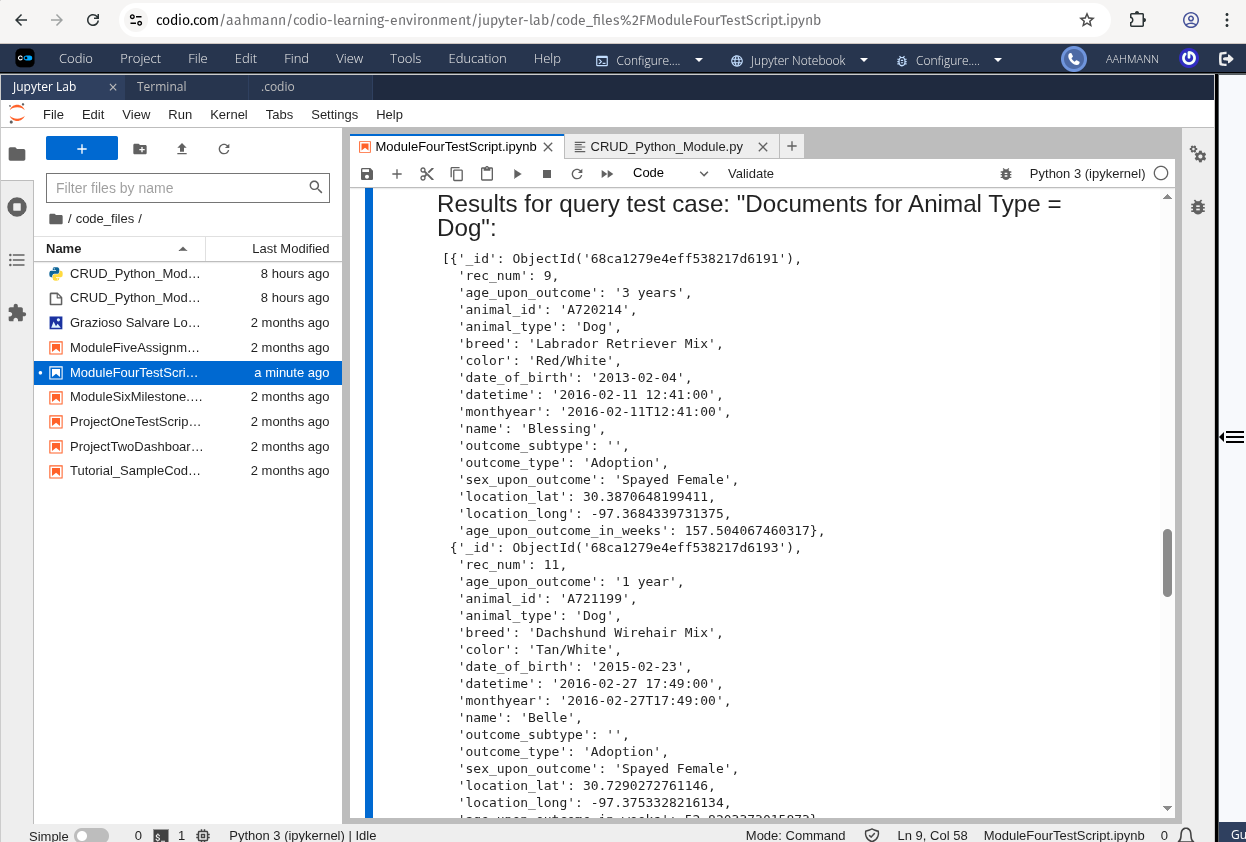 codio.com/aahmann/codio-learning-environment/jupyter-lab/code_files%2FModuleFourTestScript.ipynb
Codio Project File Edit Find View Tools Education Help Configure.... Jupyter Notebook Configure.... AAHMANN
Jupyter Lab Terminal .codio
File Edit View Run Kernel Tabs Settings Help
ModuleFourTestScript.ipynb CRUD_Python_Module.py
Code Validate Python 3 (ipykernel)
Filter files by name
/ code_files /
Name Last Modified
CRUD_Python_Mod… 8 hours ago
CRUD_Python_Mod… 8 hours ago
Grazioso Salvare Lo… 2 months ago
ModuleFiveAssignm… 2 months ago
ModuleFourTestScri… a minute ago
ModuleSixMilestone.… 2 months ago
ProjectOneTestScrip… 2 months ago
ProjectTwoDashboar… 2 months ago
Tutorial_SampleCod… 2 months ago
Results for query test case: "Documents for Animal Type =
Dog":
[{'_id': ObjectId('68ca1279e4eff538217d6191'),
'rec_num': 9,
'age_upon_outcome': '3 years',
'animal_id': 'A720214',
'animal_type': 'Dog',
'breed': 'Labrador Retriever Mix',
'color': 'Red/White',
'date_of_birth': '2013-02-04',
'datetime': '2016-02-11 12:41:00',
'monthyear': '2016-02-11T12:41:00',
'name': 'Blessing',
'outcome_subtype': '',
'outcome_type': 'Adoption',
'sex_upon_outcome': 'Spayed Female',
'location_lat': 30.3870648199411,
'location_long': -97.3684339731375,
'age_upon_outcome_in_weeks': 157.504067460317},
{'_id': ObjectId('68ca1279e4eff538217d6193'),
'rec_num': 11,
'age_upon_outcome': '1 year',
'animal_id': 'A721199',
'animal_type': 'Dog',
'breed': 'Dachshund Wirehair Mix',
'color': 'Tan/White',
'date_of_birth': '2015-02-23',
'datetime': '2016-02-27 17:49:00',
'monthyear': '2016-02-27T17:49:00',
'name': 'Belle',
'outcome_subtype': '',
'outcome_type': 'Adoption',
'sex_upon_outcome': 'Spayed Female',
'location_lat': 30.7290272761146,
'location_long': -97.3753328216134,
Simple 0 1 Python 3 (ipykernel) | Idle Mode: Command Ln 9, Col 58 ModuleFourTestScript.ipynb 0